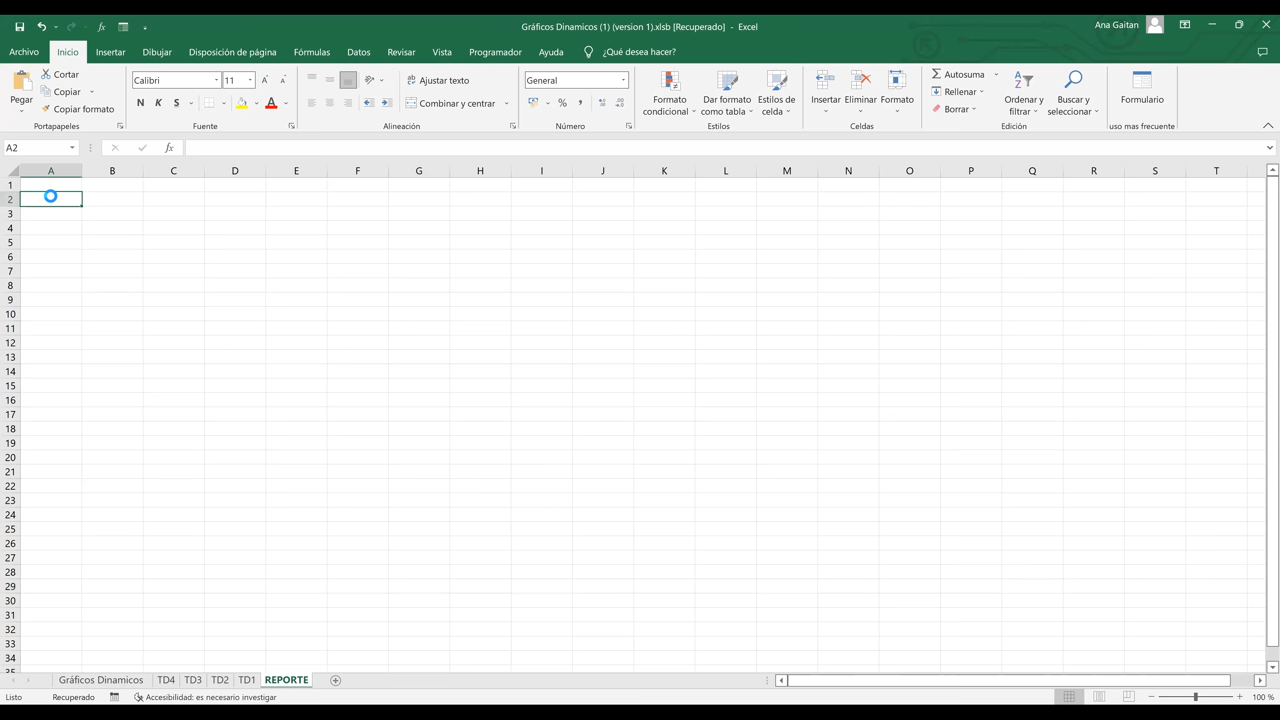 Gráficos Dinamicos (1) (version 1).xlsb [Recuperado] - Excel
Ana Gaitan
Archivo Inicio Insertar Dibujar Disposición de página Fórmulas Datos Revisar Vista Programador Ayuda ¿Qué desea hacer?
Pegar
Cortar
Copiar
Copiar formato
Portapapeles
Calibri 11
N K S
Fuente
Ajustar texto
Combinar y centrar
Alineación
General
Número
Formato condicional
Dar formato como tabla
Estilos de celda
Estilos
Insertar Eliminar Formato
Celdas
Autosuma
Rellenar
Borrar
Ordenar y filtrar
Buscar y seleccionar
Edición
Formulario
uso mas frecuente
A2 fx
A B C D E F G H I J K L M N O P Q R S T
1
2
3
4
5
6
7
8
9
10
11
12
13
14
15
16
17
18
19
20
21
22
23
24
25
26
27
28
29
30
31
32
33
34
35
Gráficos Dinamicos TD4 TD3 TD2 TD1 REPORTE
Listo Recuperado Accesibilidad: es necesario investigar 100 %